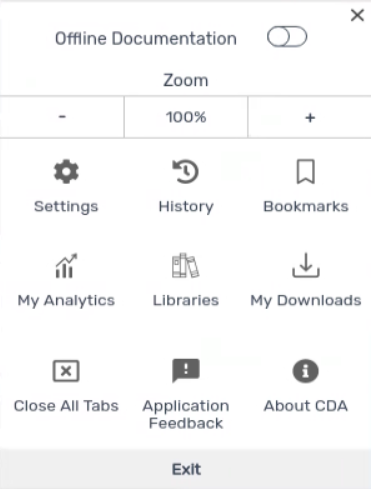 Offline Documentation
Zoom
- 100% +
Settings History Bookmarks
My Analytics Libraries My Downloads
Close All Tabs Application Feedback About CDA
Exit